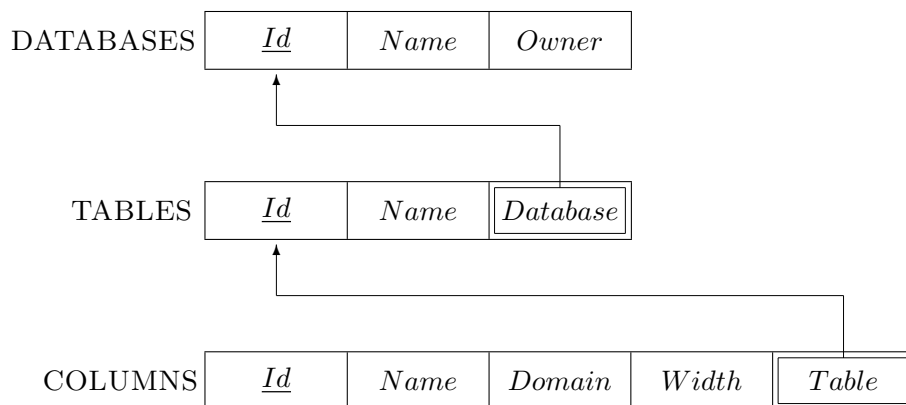 DATABASES Id Name Owner
TABLES Id Name Database
COLUMNS Id Name Domain Width Table